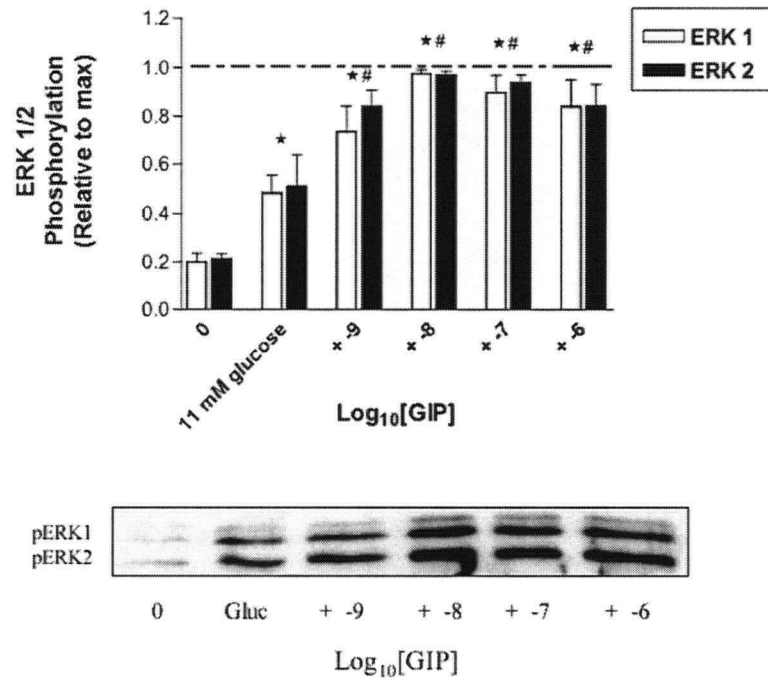 ERK 1
ERK 2
ERK 1/2
Phosphorylation
(Relative to max)
1.2
1.0
0.8
0.6
0.4
0.2
0.0
★ ★# ★# ★# ★#
0 11 mM glucose + -9 + -8 + -7 + -6
Log10[GIP]
pERK1
pERK2
0 Gluc + -9 + -8 + -7 + -6
Log10[GIP]